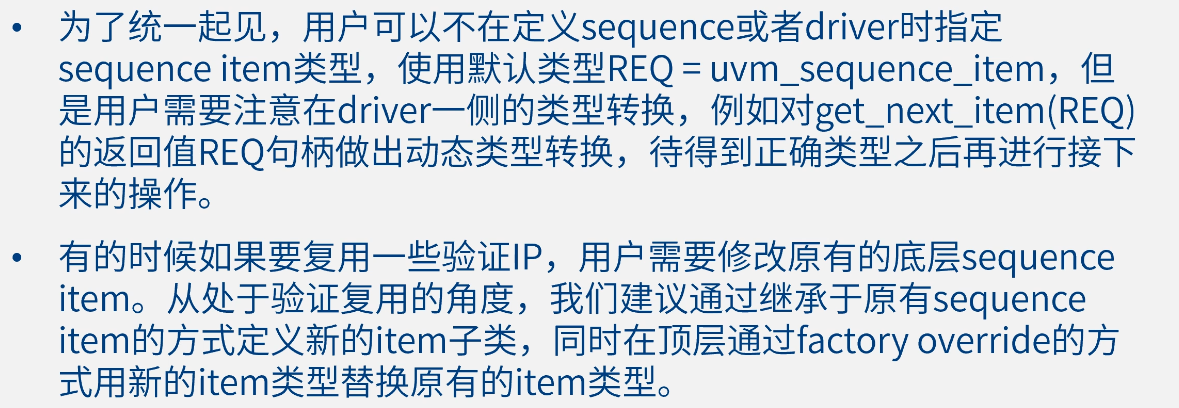 • 为了统一起见，用户可以不在定义sequence或者driver时指定
sequence item类型，使用默认类型REQ = uvm_sequence_item，但
是用户需要注意在driver一侧的类型转换，例如对get_next_item(REQ)
的返回值REQ句柄做出动态类型转换，待得到正确类型之后再进行接下
来的操作。
• 有的时候如果要复用一些验证IP，用户需要修改原有的底层sequence
item。从处于验证复用的角度，我们建议通过继承于原有sequence
item的方式定义新的item子类，同时在顶层通过factory override的方
式用新的item类型替换原有的item类型。